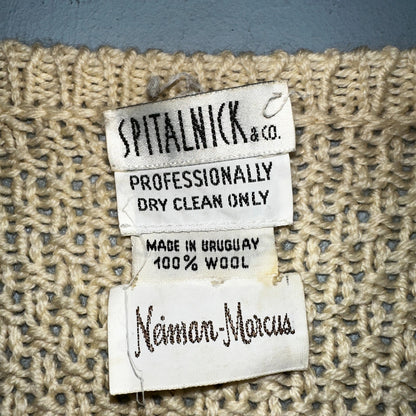 SPITALNICK & CO.
PROFESSIONALLY
DRY CLEAN ONLY
MADE IN URUGUAY
100% WOOL
Neiman-Marcus